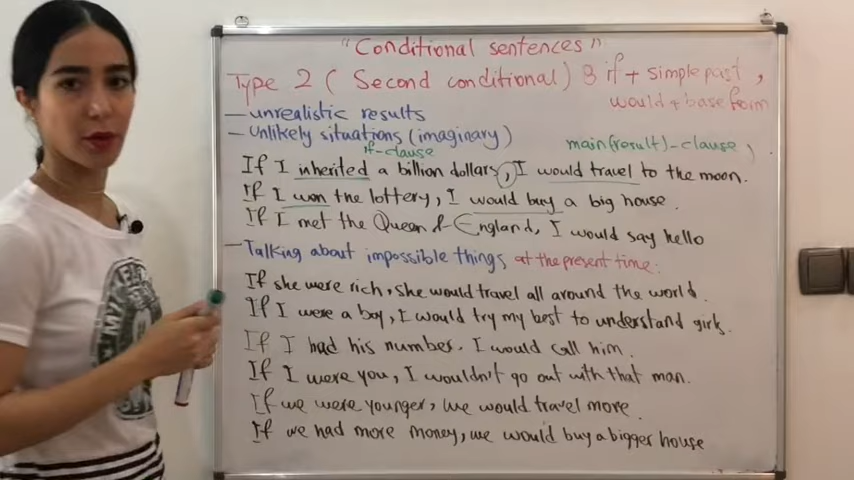 "Conditional sentences"
Type 2 (Second conditional) : if + simple past,
would + base form
- unrealistic results
- Unlikely situations (imaginary)
if-clause main(result)-clause
If I inherited a billion dollars, I would travel to the moon.
If I won the lottery, I would buy a big house.
If I met the Queen of England, I would say hello
- Talking about impossible things at the present time:
If she were rich, she would travel all around the world.
If I were a boy, I would try my best to understand girls.
If I had his number, I would call him.
If I were you, I wouldn't go out with that man.
If we were younger, we would travel more.
If we had more money, we would buy a bigger house